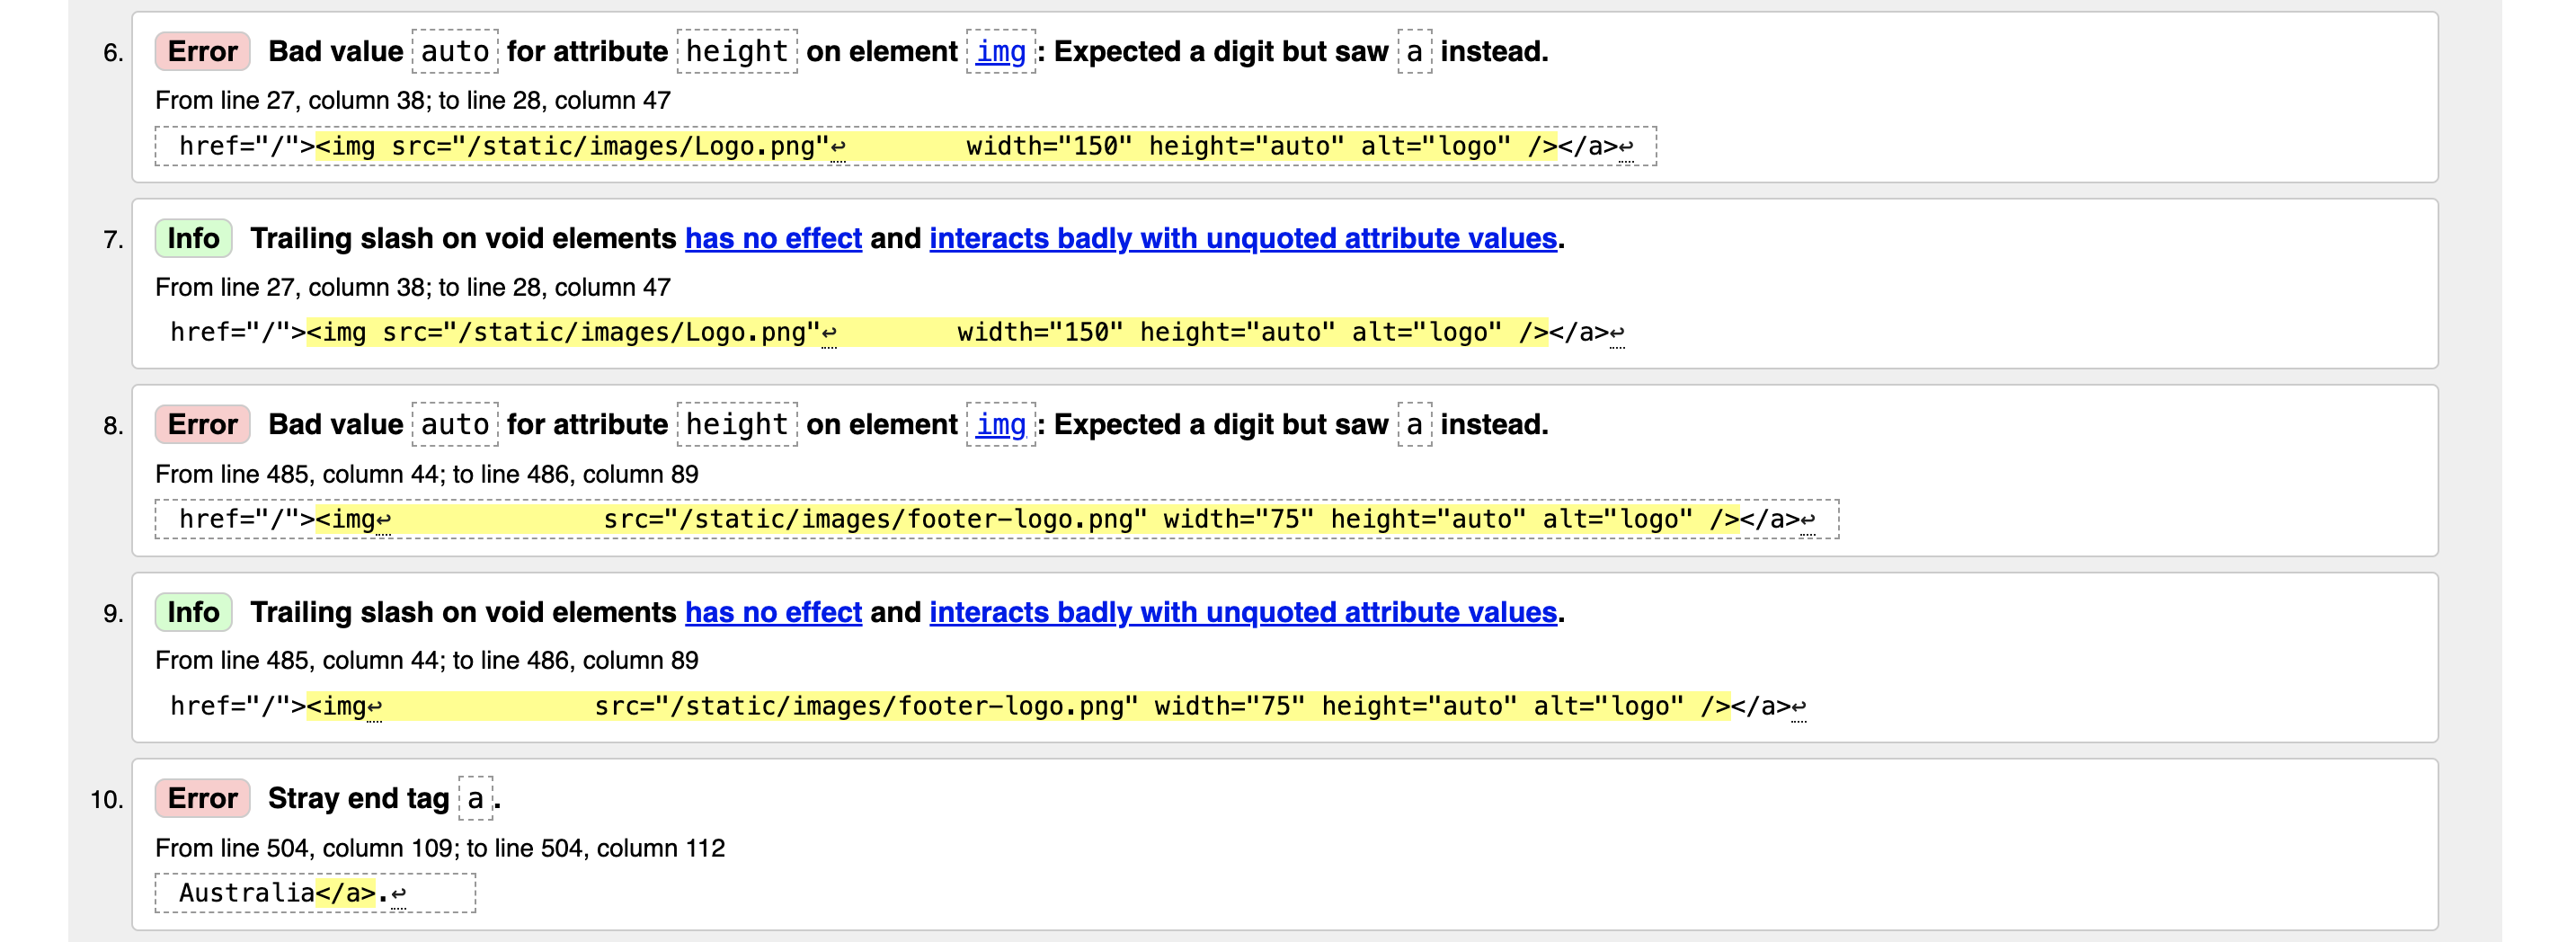 6. Error Bad value auto for attribute height on element img: Expected a digit but saw a instead.
From line 27, column 38; to line 28, column 47
href="/"><img src="/static/images/Logo.png"↩ width="150" height="auto" alt="logo" /></a>↩
7. Info Trailing slash on void elements has no effect and interacts badly with unquoted attribute values.
From line 27, column 38; to line 28, column 47
href="/"><img src="/static/images/Logo.png"↩ width="150" height="auto" alt="logo" /></a>↩
8. Error Bad value auto for attribute height on element img: Expected a digit but saw a instead.
From line 485, column 44; to line 486, column 89
href="/"><img↩ src="/static/images/footer-logo.png" width="75" height="auto" alt="logo" /></a>↩
9. Info Trailing slash on void elements has no effect and interacts badly with unquoted attribute values.
From line 485, column 44; to line 486, column 89
href="/"><img↩ src="/static/images/footer-logo.png" width="75" height="auto" alt="logo" /></a>↩
10. Error Stray end tag a.
From line 504, column 109; to line 504, column 112
Australia</a>.↩